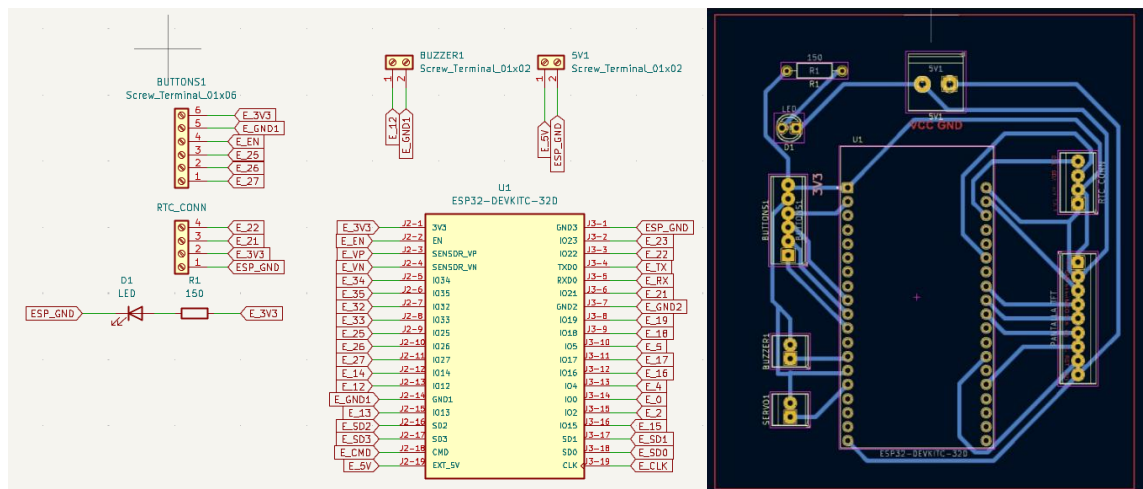 BUTTONS1
Screw_Terminal_01x06
6 E_3V3
5 E_GND1
4 E_EN
3 E_25
2 E_26
1 E_27
RTC_CONN
4 E_22
3 E_21
2 E_3V3
1 ESP_GND
D1
LED
R1
150
ESP_GND
E_3V3
BUZZER1
Screw_Terminal_01x02
1 2
E_12
E_GND1
5V1
Screw_Terminal_01x02
1 2
E_5V
ESP_GND
U1
ESP32-DEVKITC-32D
E_3V3 J2-1 3V3 GND3 J3-1 ESP_GND
E_EN J2-2 EN IO23 J3-2 E_23
E_VP J2-3 SENSOR_VP IO22 J3-3 E_22
E_VN J2-4 SENSOR_VN TXD0 J3-4 E_TX
E_34 J2-5 IO34 RXD0 J3-5 E_RX
E_35 J2-6 IO35 IO21 J3-6 E_21
E_32 J2-7 IO32 GND2 J3-7 E_GND2
E_33 J2-8 IO33 IO19 J3-8 E_19
E_25 J2-9 IO25 IO18 J3-9 E_18
E_26 J2-10 IO26 IO5 J3-10 E_5
E_27 J2-11 IO27 IO17 J3-11 E_17
E_14 J2-12 IO14 IO16 J3-12 E_16
E_12 J2-13 IO12 IO4 J3-13 E_4
E_GND1 J2-14 GND1 IO0 J3-14 E_0
E_13 J2-15 IO13 IO2 J3-15 E_2
E_SD2 J2-16 SD2 IO15 J3-16 E_15
E_SD3 J2-17 SD3 SD1 J3-17 E_SD1
E_CMD J2-18 CMD SD0 J3-18 E_SD0
E_5V J2-19 EXT_5V CLK J3-19 E_CLK
150
R1
R1
5V1
5V1
VCC GND
LED
D1
U1
3V3
BUTTONS1
BUTTONS1
RTC_CONN
PANTALLA_TFT
BUZZER1
SERVO1
ESP32-DEVKITC-32D